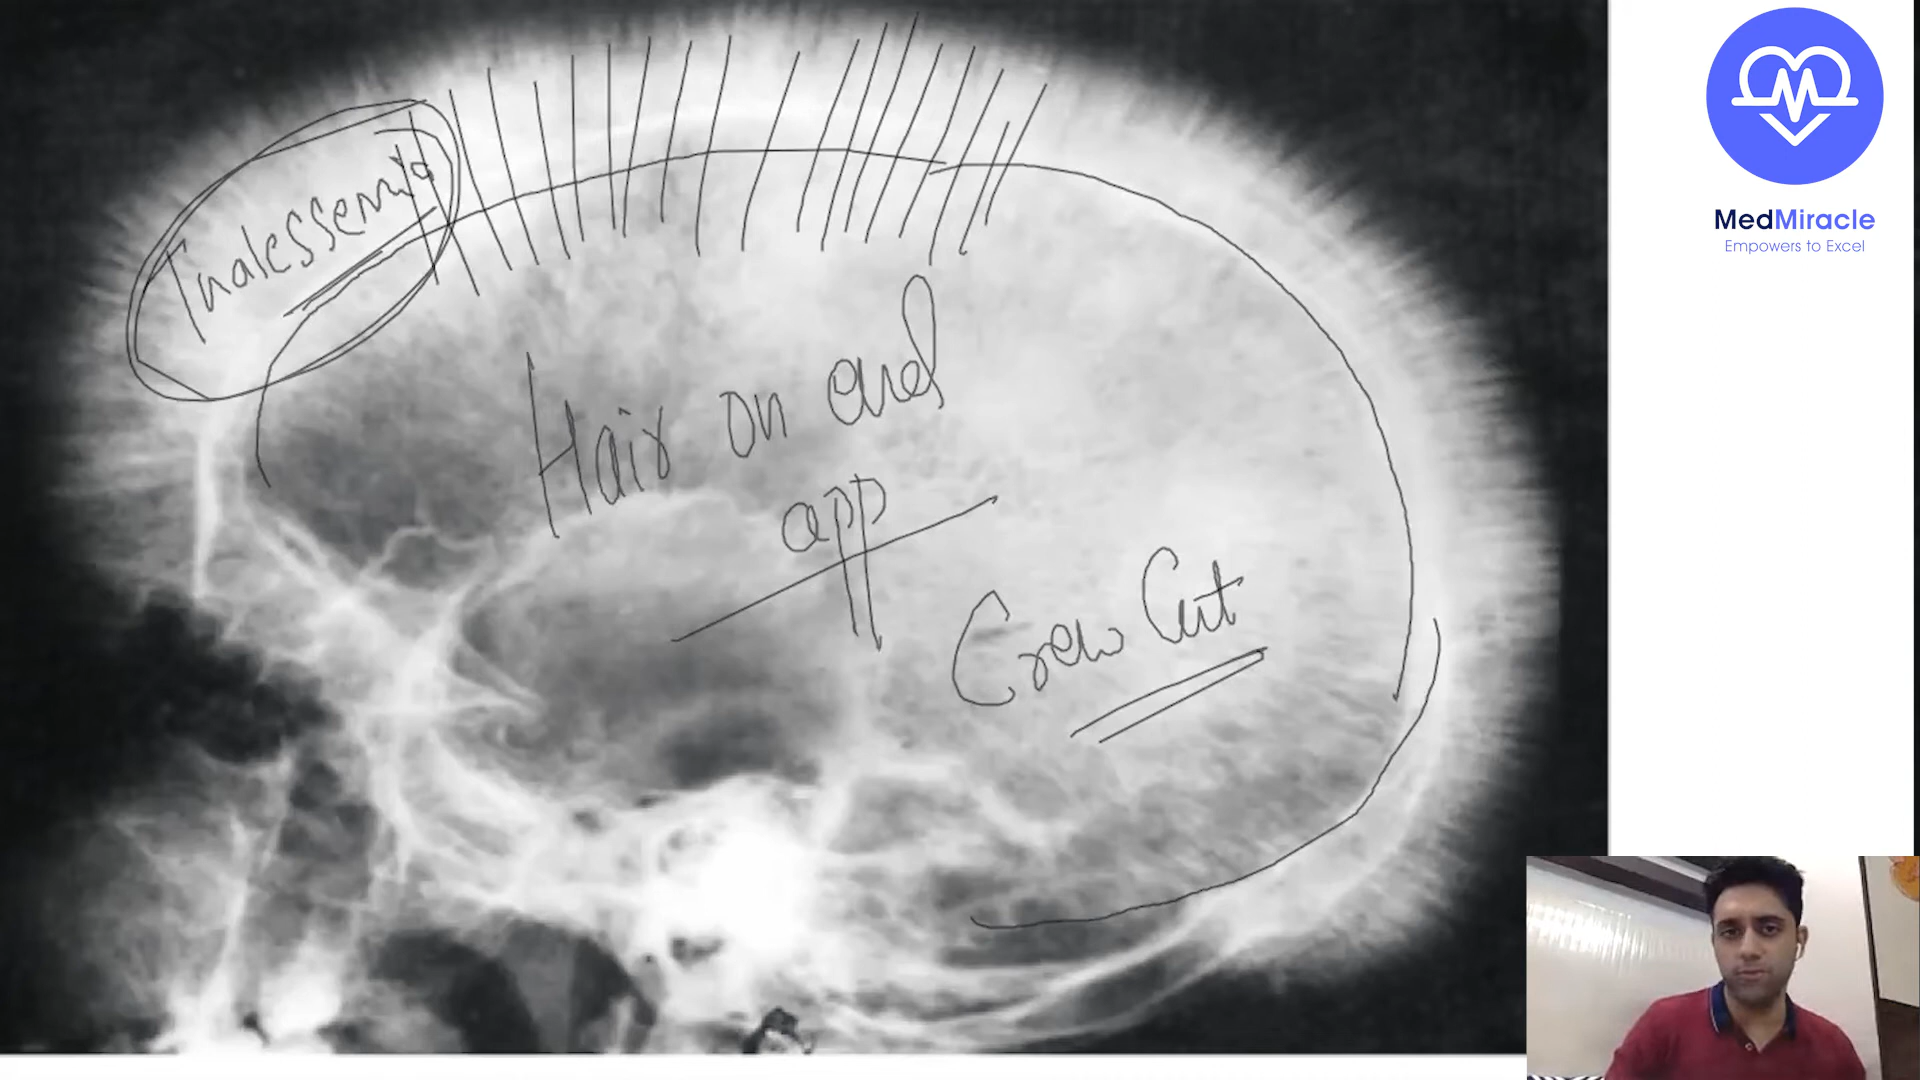 Thalessemia
Hair on end
app
Crew Cut
MedMiracle
Empowers to Excel